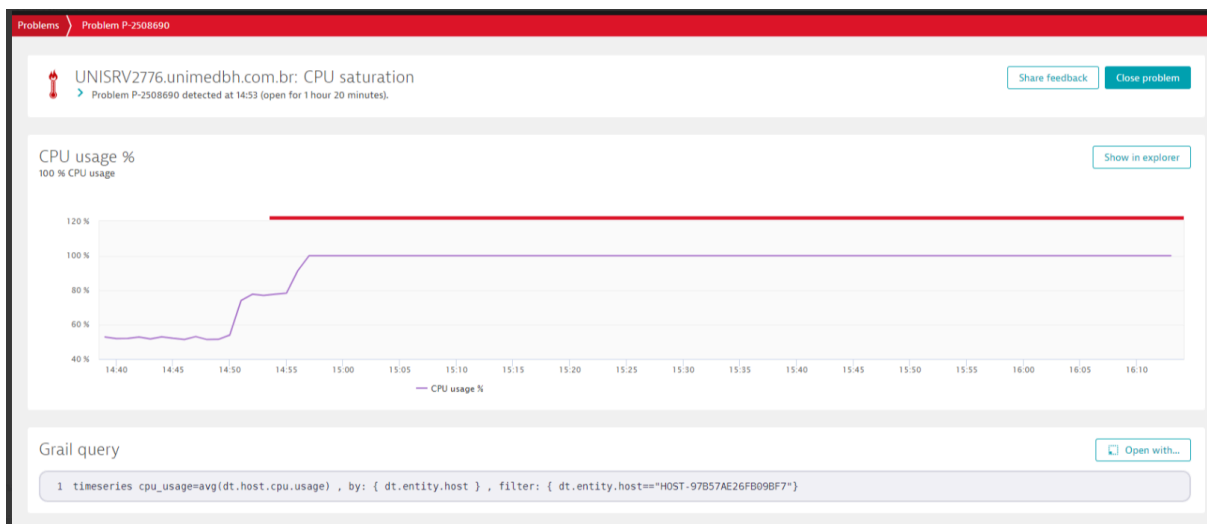 Problems
Problem P-2508690
UNISRV2776.unimedbh.com.br: CPU saturation
Problem P-2508690 detected at 14:53 (open for 1 hour 20 minutes).
Share feedback
Close problem
CPU usage %
100 % CPU usage
Show in explorer
120 %
100 %
80 %
60 %
40 %
14:40 14:45 14:50 14:55 15:00 15:05 15:10 15:15 15:20 15:25 15:30 15:35 15:40 15:45 15:50 15:55 16:00 16:05 16:10
CPU usage %
Grail query
Open with...
1 timeseries cpu_usage=avg(dt.host.cpu.usage) , by: { dt.entity.host } , filter: { dt.entity.host=="HOST-97B57AE26FB09BF7"}